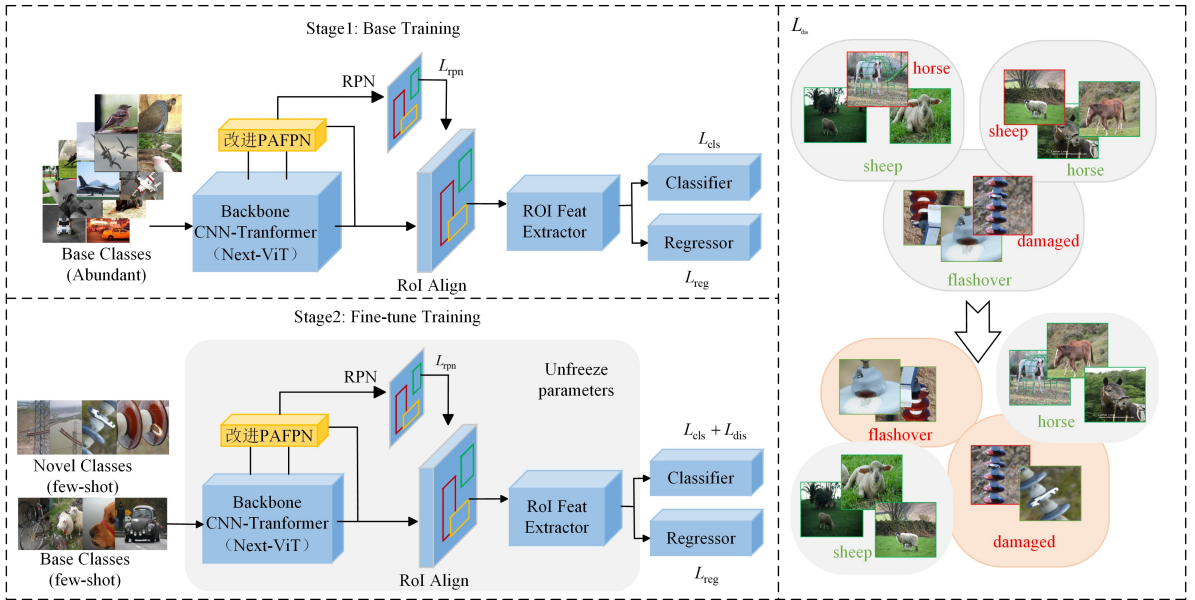 Stage1: Base Training
RPN
L_rpn
改进PAFPN
Backbone
CNN-Tranformer
（Next-ViT）
Base Classes
(Abundant)
RoI Align
ROI Feat
Extractor
L_cls
Classifier
Regressor
L_reg
Stage2: Fine-tune Training
RPN
L_rpn
Unfreeze
parameters
改进PAFPN
Backbone
CNN-Tranformer
（Next-ViT）
Novel Classes
(few-shot)
Base Classes
(few-shot)
RoI Align
RoI Feat
Extractor
L_cls + L_dis
Classifier
Regressor
L_reg
L_dis
horse
sheep
sheep
horse
damaged
flashover
flashover
horse
sheep
damaged